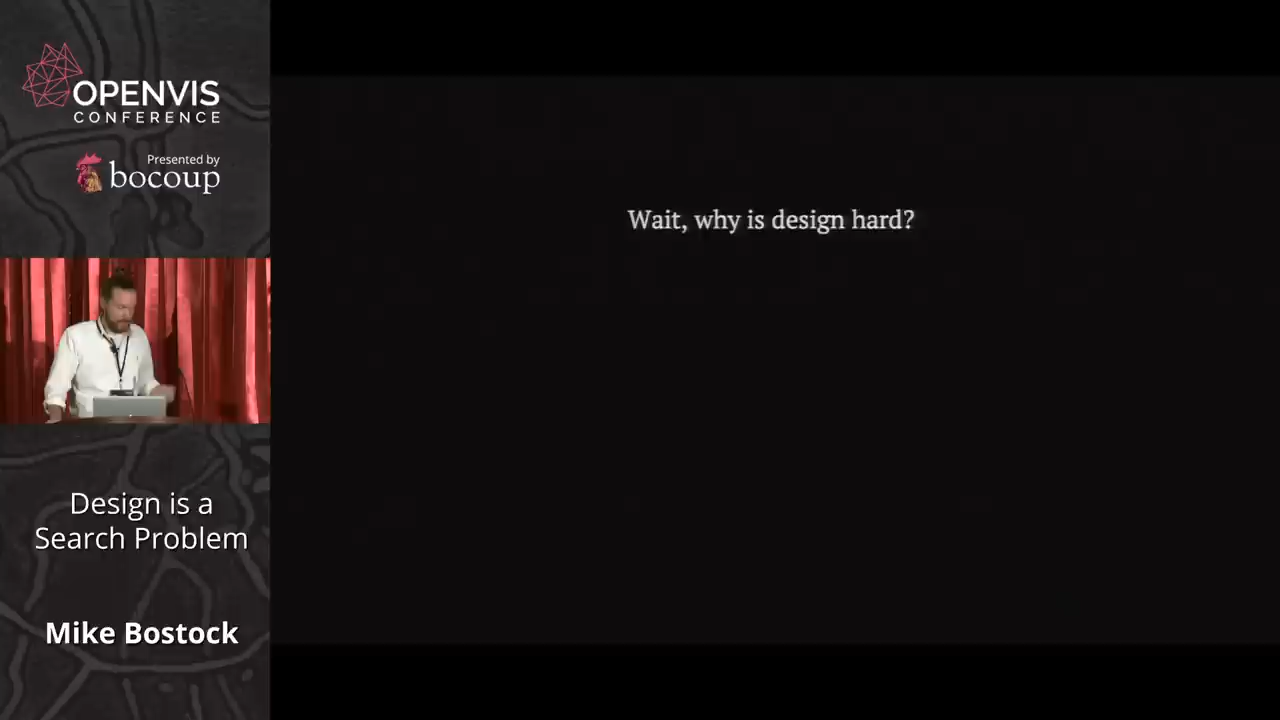 OPENVIS
CONFERENCE
Presented by
bocoup
Wait, why is design hard?
Design is a
Search Problem
Mike Bostock